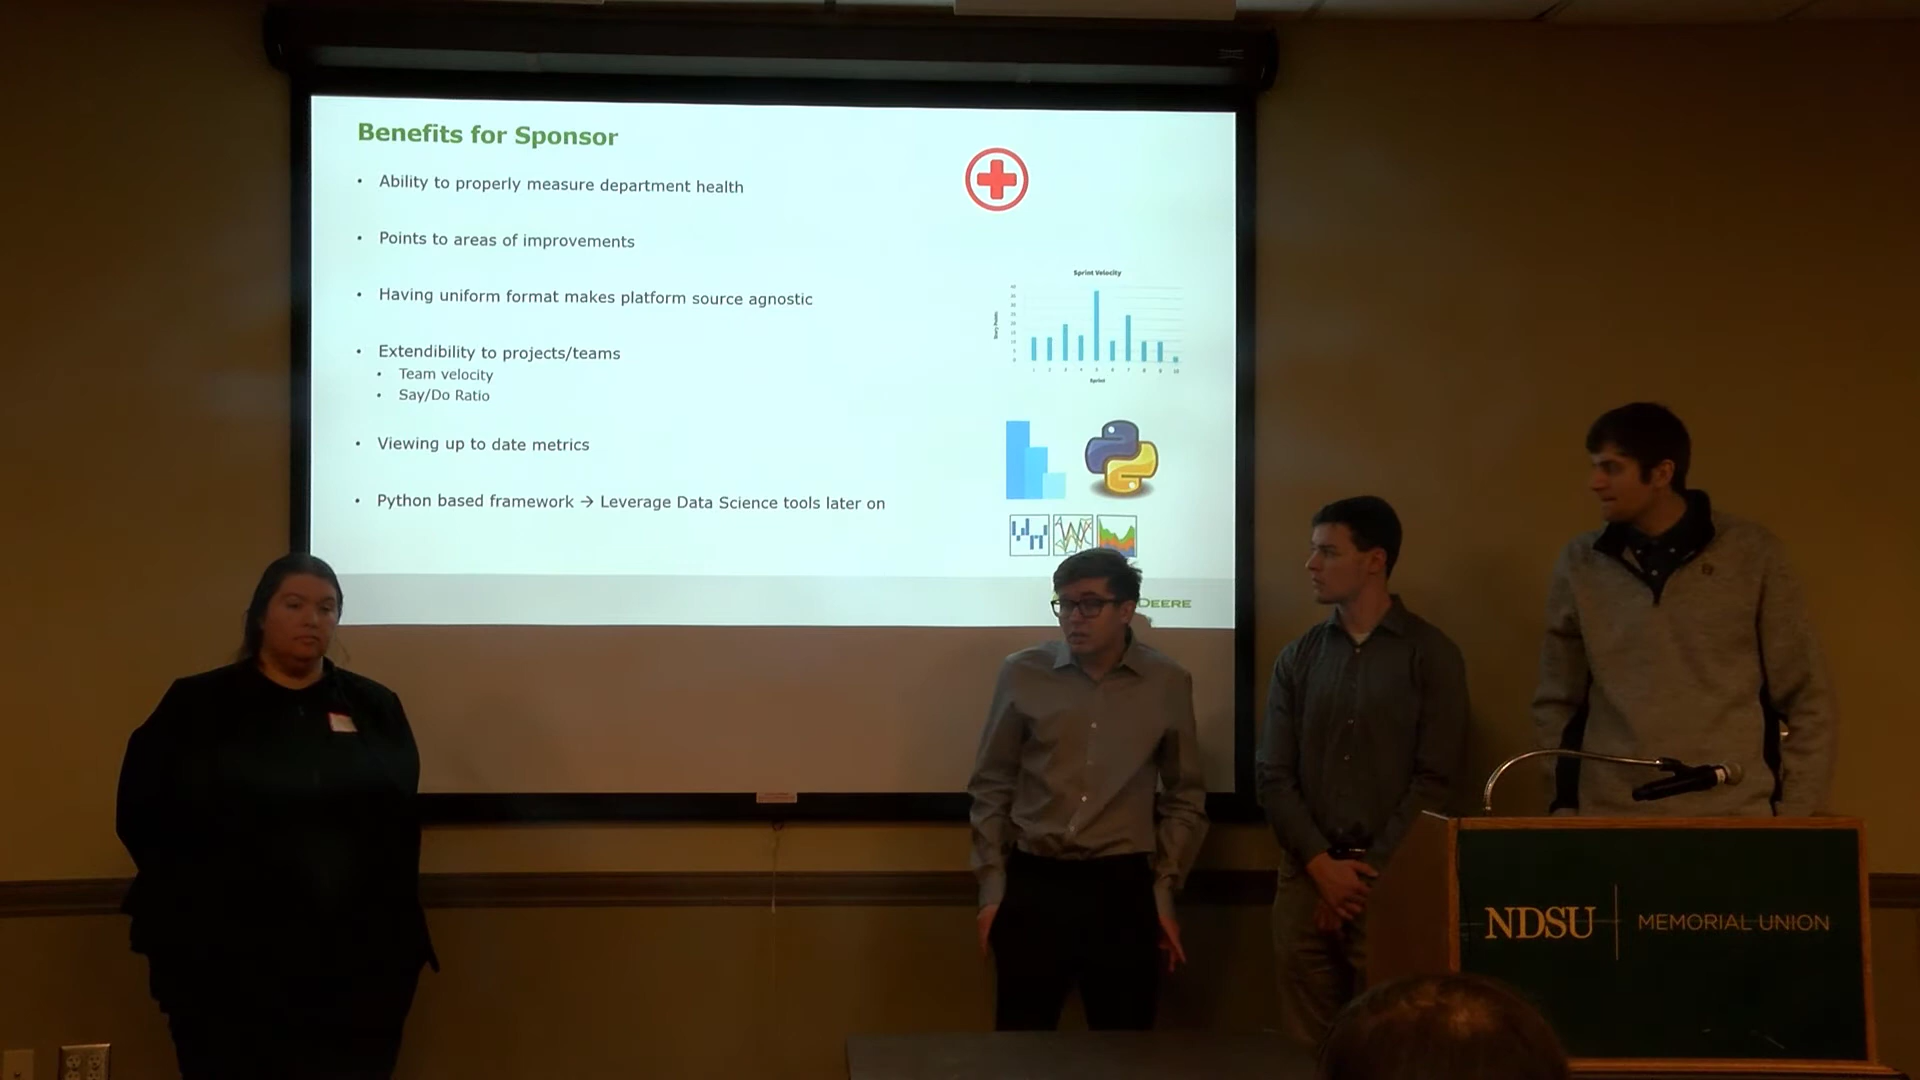 Benefits for Sponsor
• Ability to properly measure department health
• Points to areas of improvements
• Having uniform format makes platform source agnostic
• Extendibility to projects/teams
• Team velocity
• Say/Do Ratio
• Viewing up to date metrics
• Python based framework → Leverage Data Science tools later on
Sprint Velocity
Sprint
DEERE
NDSU | MEMORIAL UNION